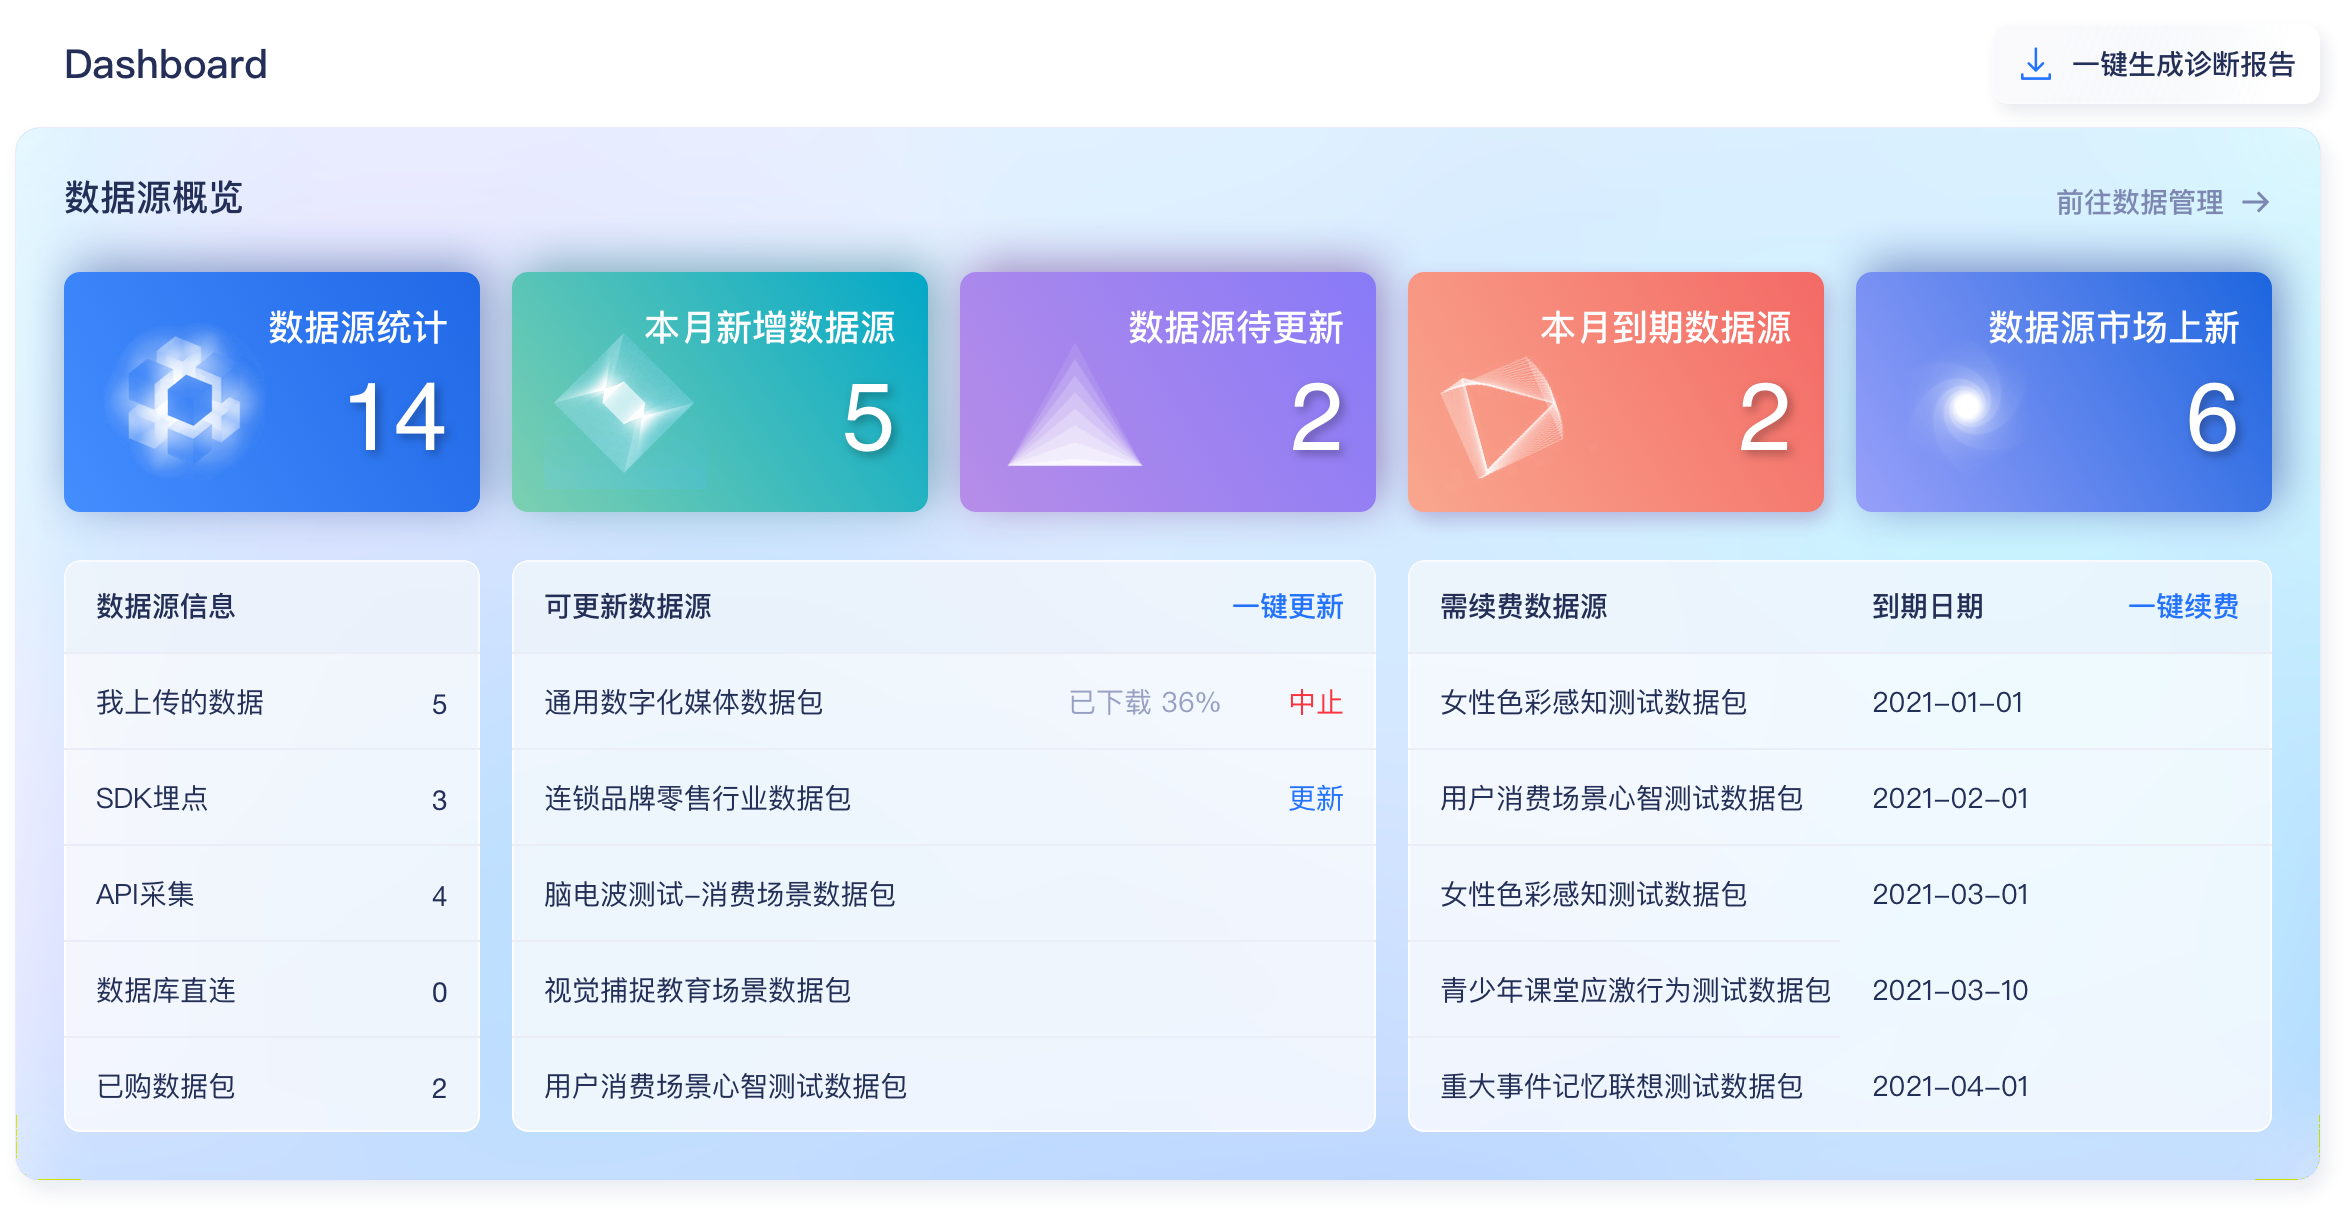 Dashboard
一键生成诊断报告
数据源概览
前往数据管理
数据源统计
14
本月新增数据源
5
数据源待更新
2
本月到期数据源
2
数据源市场上新
6
数据源信息
我上传的数据 5
SDK埋点 3
API采集 4
数据库直连 0
已购数据包 2
可更新数据源 一键更新
通用数字化媒体数据包 已下载 36% 中止
连锁品牌零售行业数据包 更新
脑电波测试-消费场景数据包
视觉捕捉教育场景数据包
用户消费场景心智测试数据包
需续费数据源 到期日期 一键续费
女性色彩感知测试数据包 2021-01-01
用户消费场景心智测试数据包 2021-02-01
女性色彩感知测试数据包 2021-03-01
青少年课堂应激行为测试数据包 2021-03-10
重大事件记忆联想测试数据包 2021-04-01